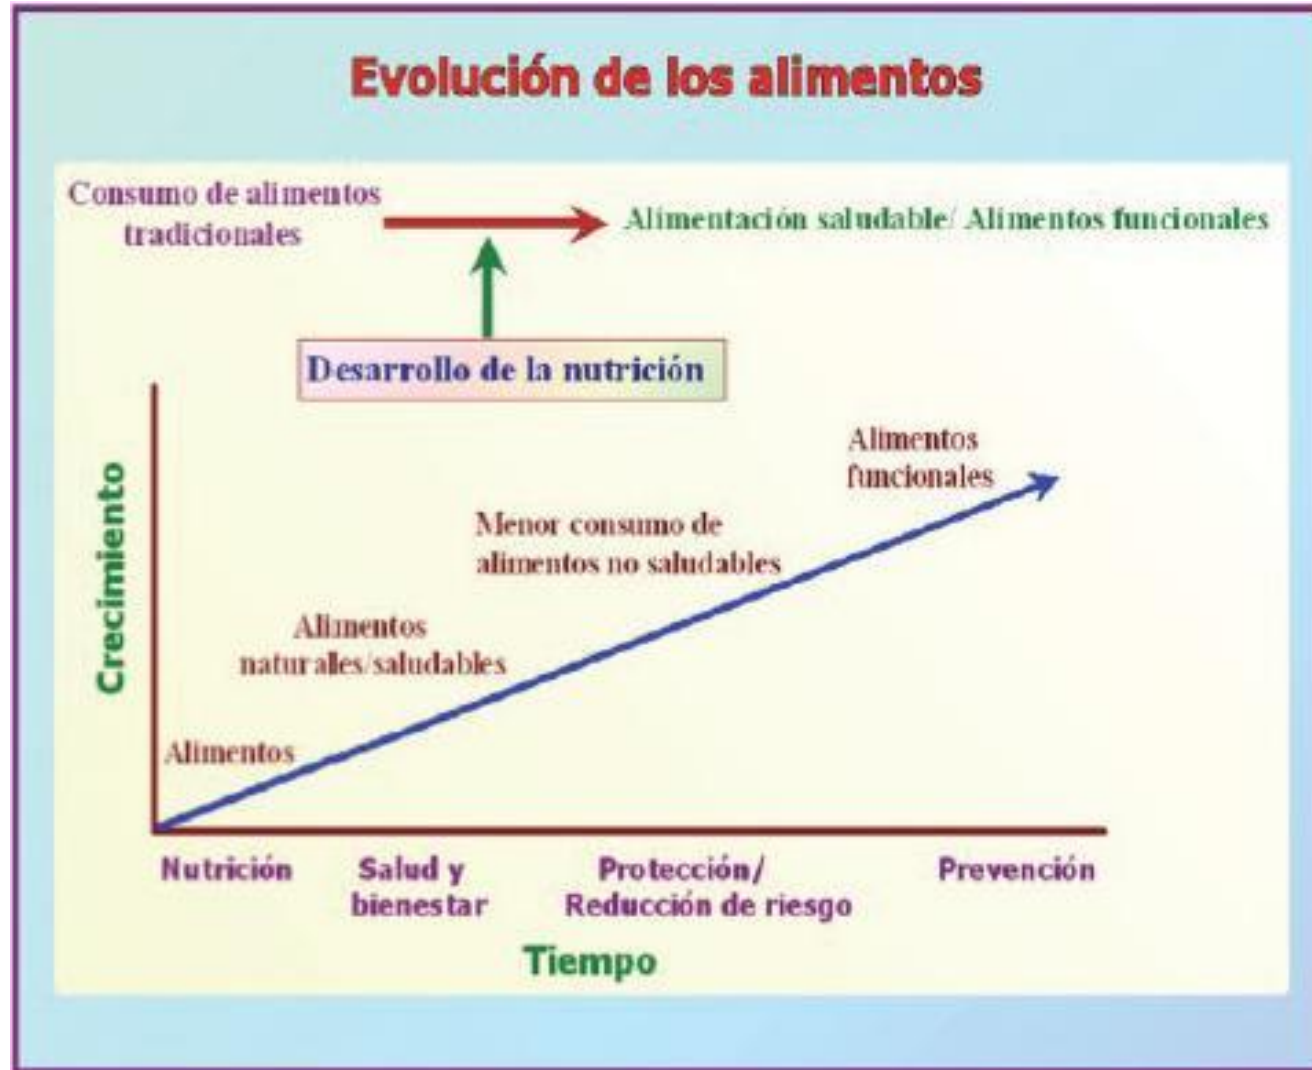 Evolución de los alimentos
Consumo de alimentos
tradicionales
Alimentación saludable/ Alimentos funcionales
Desarrollo de la nutrición
Crecimiento
Alimentos
funcionales
Menor consumo de
alimentos no saludables
Alimentos
naturales/saludables
Alimentos
Nutrición
Salud y
bienestar
Protección/
Reducción de riesgo
Prevención
Tiempo